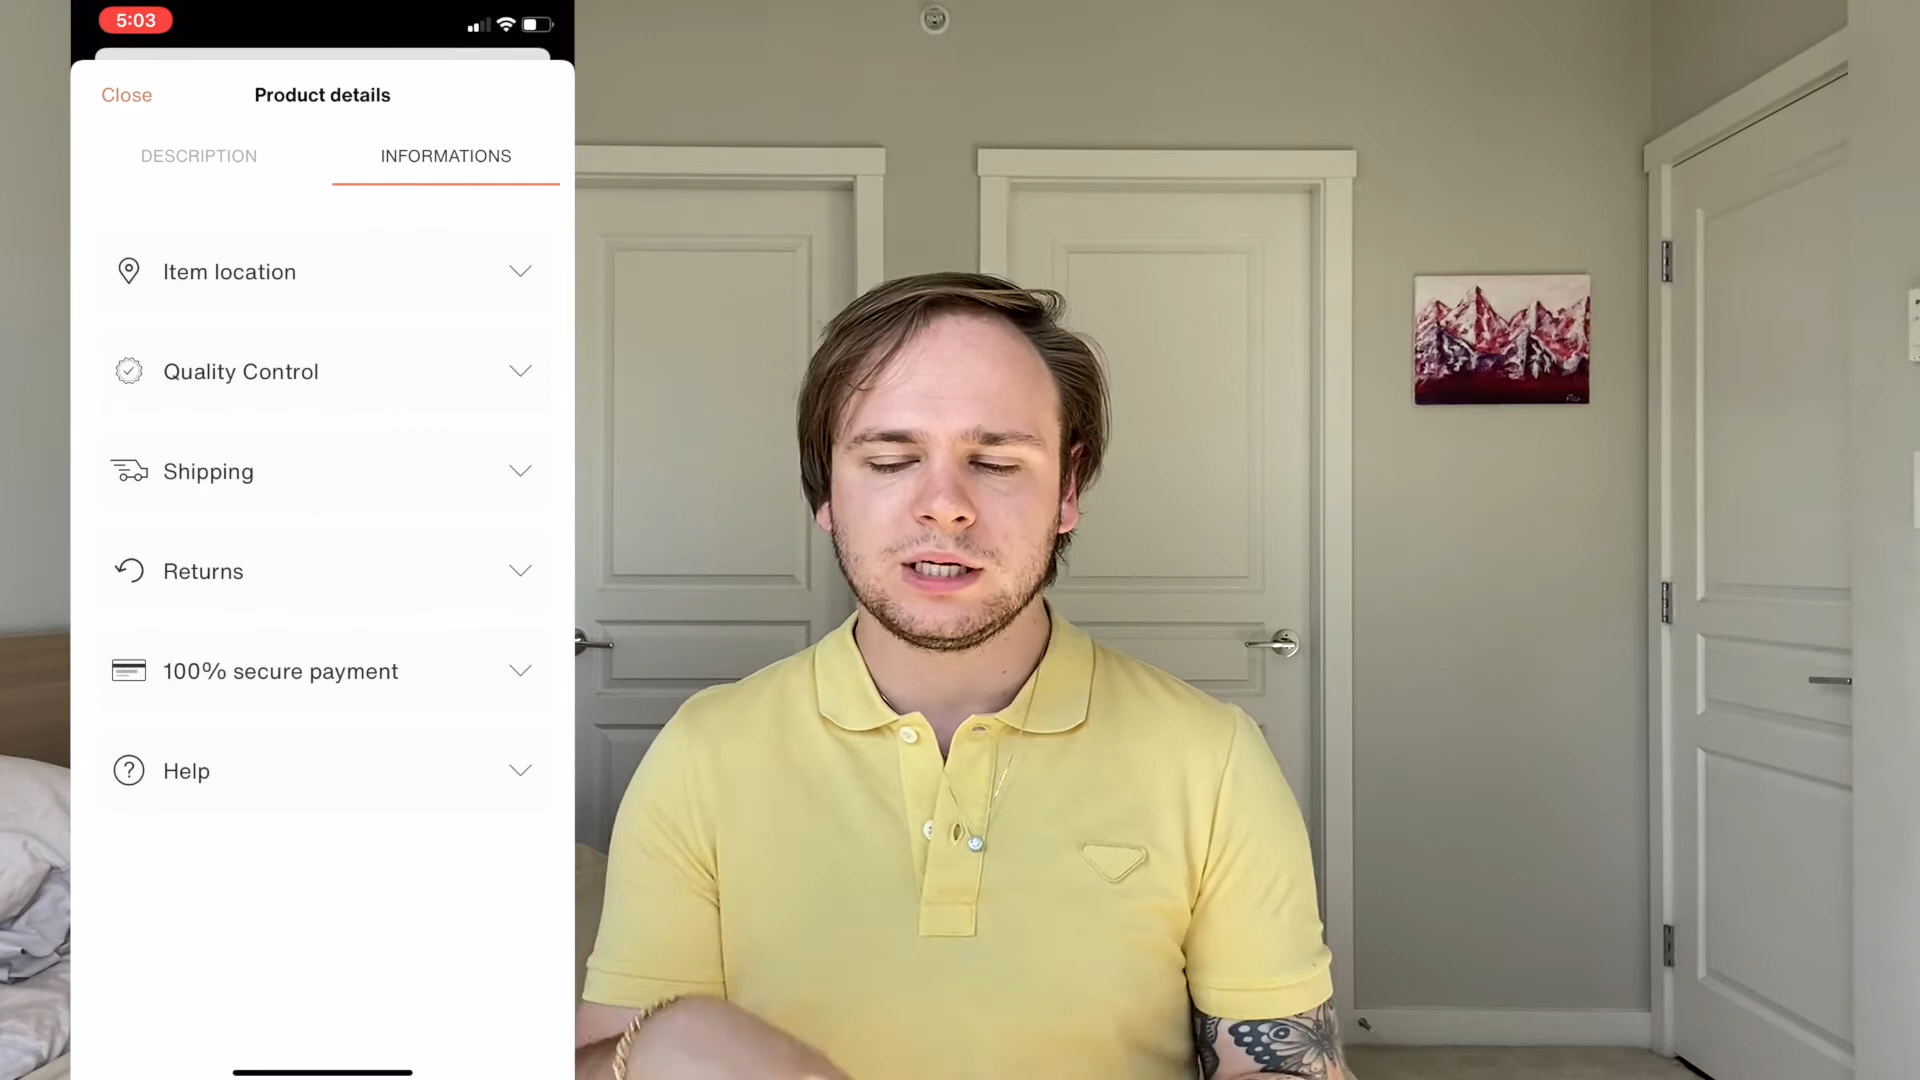 5:03
Close
Product details
DESCRIPTION
INFORMATIONS
Item location
Quality Control
Shipping
Returns
100% secure payment
Help